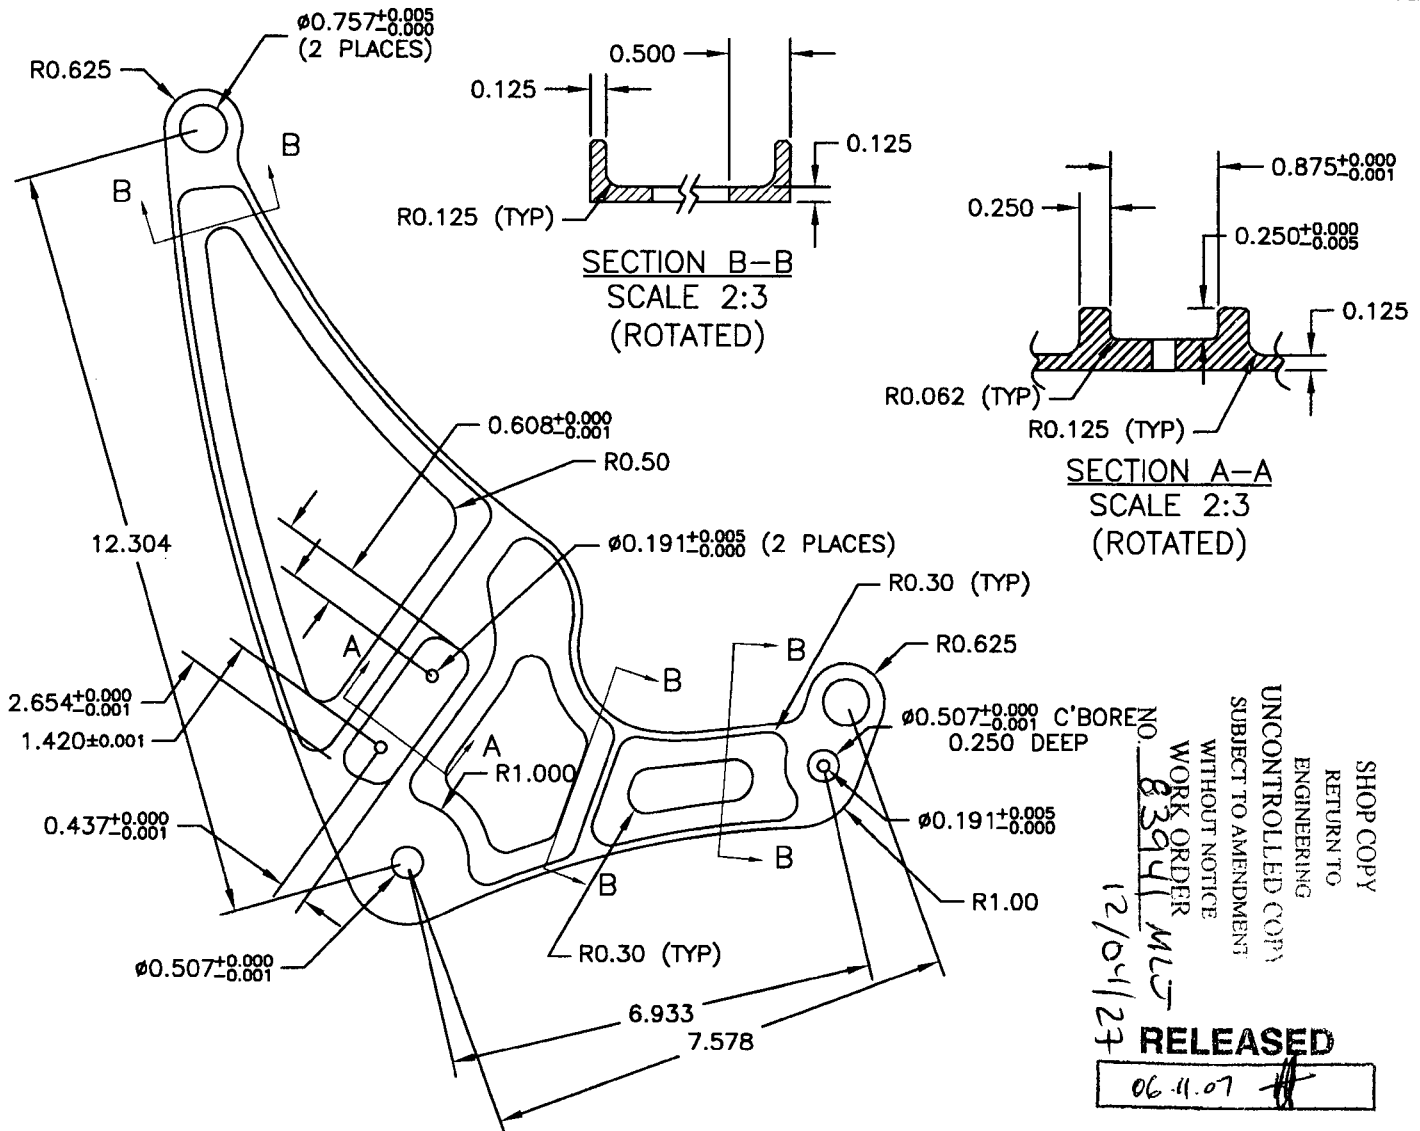 ø0.757+0.005 -0.000
(2 PLACES)
R0.625
0.500
0.125
0.125
R0.125 (TYP)
SECTION B-B
SCALE 2:3
(ROTATED)
B
B
0.875+0.000 -0.001
0.250
0.250+0.000 -0.005
0.125
R0.062 (TYP)
R0.125 (TYP)
SECTION A-A
SCALE 2:3
(ROTATED)
0.608+0.000 -0.001
R0.50
12.304
ø0.191+0.005 -0.000 (2 PLACES)
R0.30 (TYP)
R0.625
A
A
B
B
B
B
2.654+0.000 -0.001
1.420±0.001
R1.000
ø0.507+0.000 -0.001 C'BORE
0.250 DEEP
0.437+0.000 -0.001
ø0.191+0.005 -0.000
R1.00
ø0.507+0.000 -0.001
R0.30 (TYP)
6.933
7.578
SHOP COPY
RETURN TO
ENGINEERING
UNCONTROLLED COPY
SUBJECT TO AMENDMENT
WITHOUT NOTICE
WORK ORDER
NO. 83941 MLJ
12/04/27
RELEASED
06.11.07